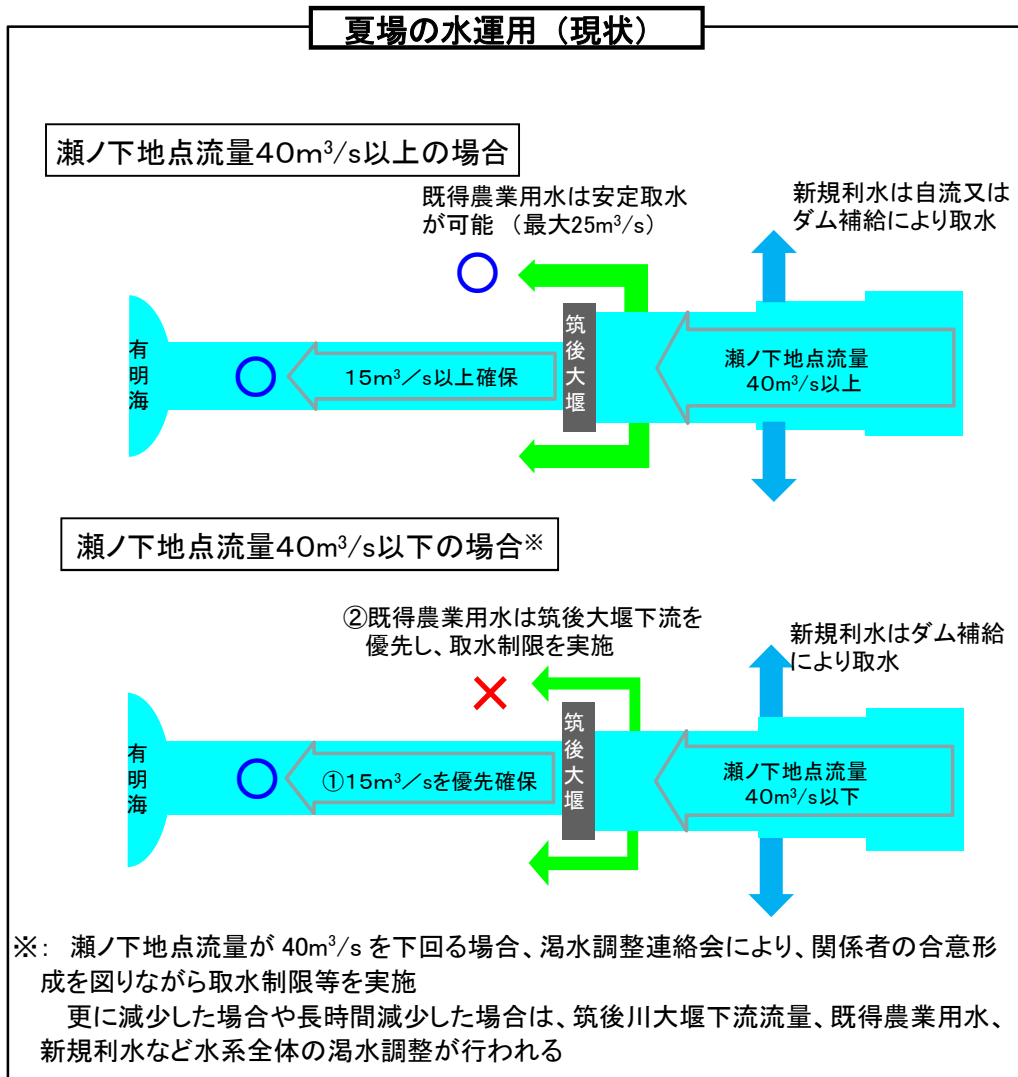 夏場の水運用（現状）
瀬ノ下地点流量40m³/s以上の場合
既得農業用水は安定取水
が可能 （最大25m³/s）
新規利水は自流又は
ダム補給により取水
有明海
15m³／s以上確保
筑後大堰
瀬ノ下地点流量
40m³/s以上
瀬ノ下地点流量40m³/s以下の場合※
②既得農業用水は筑後大堰下流を
優先し、取水制限を実施
新規利水はダム補給
により取水
有明海
①15m³／sを優先確保
筑後大堰
瀬ノ下地点流量
40m³/s以下
※： 瀬ノ下地点流量が 40m³/s を下回る場合、渇水調整連絡会により、関係者の合意形
成を図りながら取水制限等を実施
更に減少した場合や長時間減少した場合は、筑後川大堰下流流量、既得農業用水、
新規利水など水系全体の渇水調整が行われる